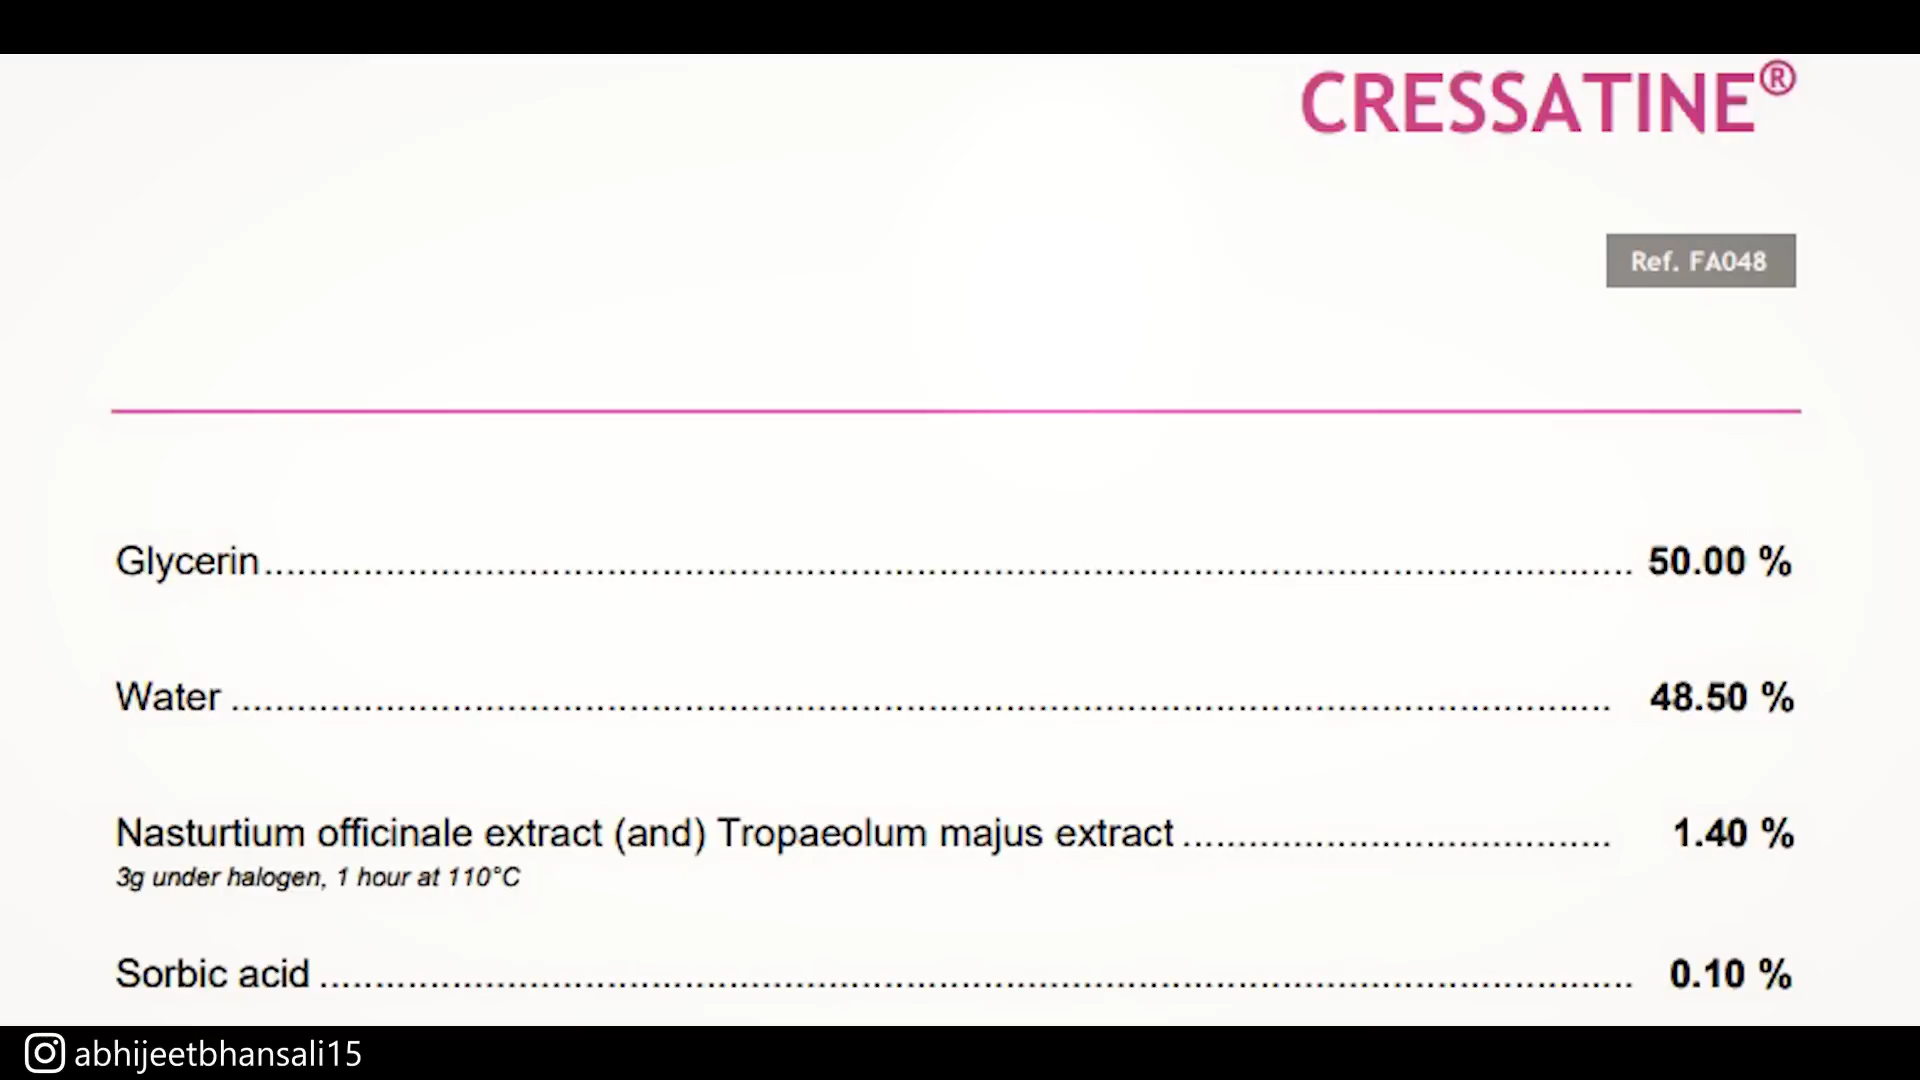 CRESSATINE®
Ref. FA048
Glycerin........................................................................................................................ 50.00 %
Water ........................................................................................................................ 48.50 %
Nasturtium officinale extract (and) Tropaeolum majus extract ...................................... 1.40 %
3g under halogen, 1 hour at 110°C
Sorbic acid ................................................................................................................ 0.10 %
abhijeetbhansali15